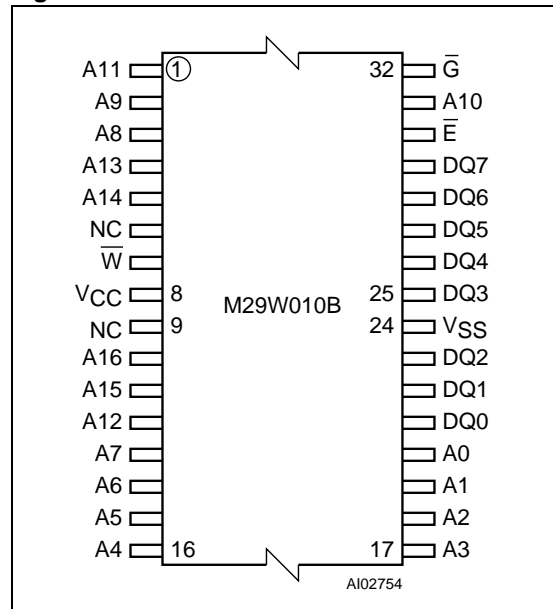 A11 1 32 G̅
A9 A10
A8 E̅
A13 DQ7
A14 DQ6
NC DQ5
W̅ DQ4
VCC 8 M29W010B 25 DQ3
NC 9 24 VSS
A16 DQ2
A15 DQ1
A12 DQ0
A7 A0
A6 A1
A5 A2
A4 16 17 A3
AI02754